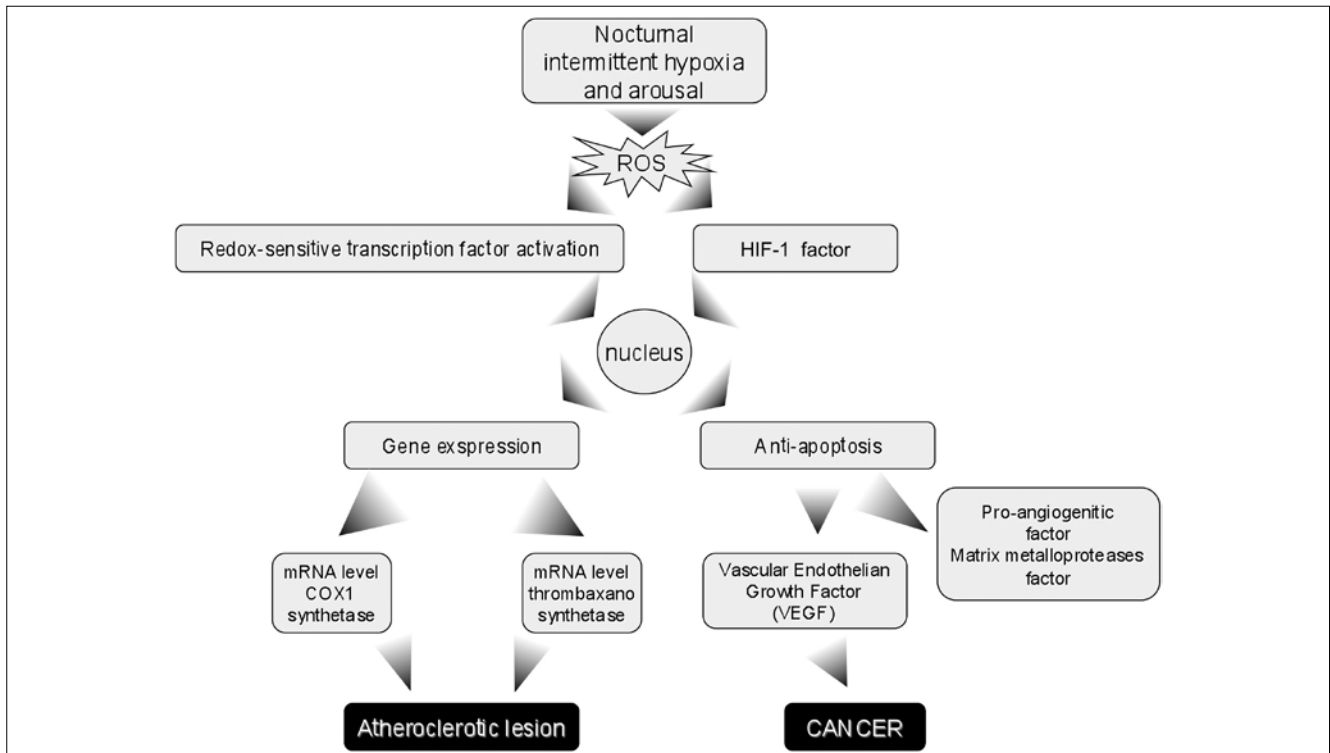 Nocturnal
intermittent hypoxia
and arousal
ROS
Redox-sensitive transcription factor activation
HIF-1 factor
nucleus
Gene exspression
Anti-apoptosis
mRNA level
COX1
synthetase
mRNA level
thrombaxano
synthetase
Vascular Endothelian
Growth Factor
(VEGF)
Pro-angiogenitic
factor
Matrix metalloproteases
factor
Atheroclerotic lesion
CANCER